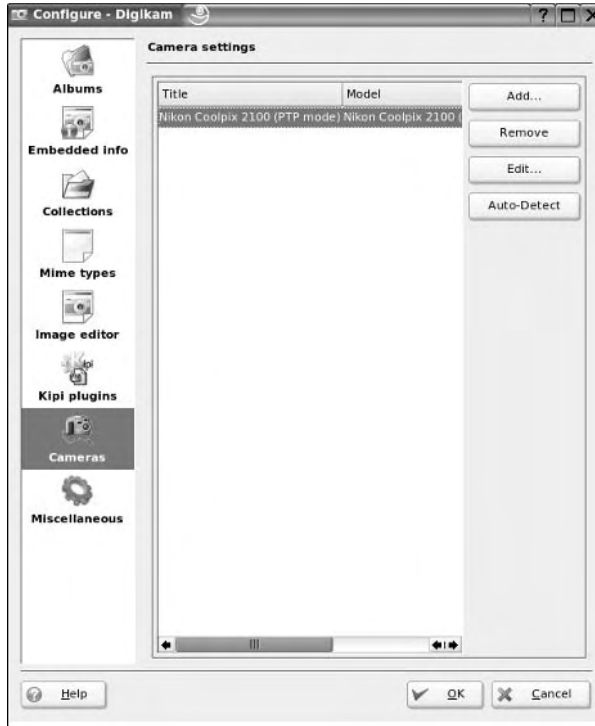 Configure - Digikam
Camera settings
Albums
Embedded info
Collections
Mime types
Image editor
Kipi plugins
Cameras
Miscellaneous
Title Model
Nikon Coolpix 2100 (PTP mode) Nikon Coolpix 2100 (
Add...
Remove
Edit...
Auto-Detect
Help
OK
Cancel